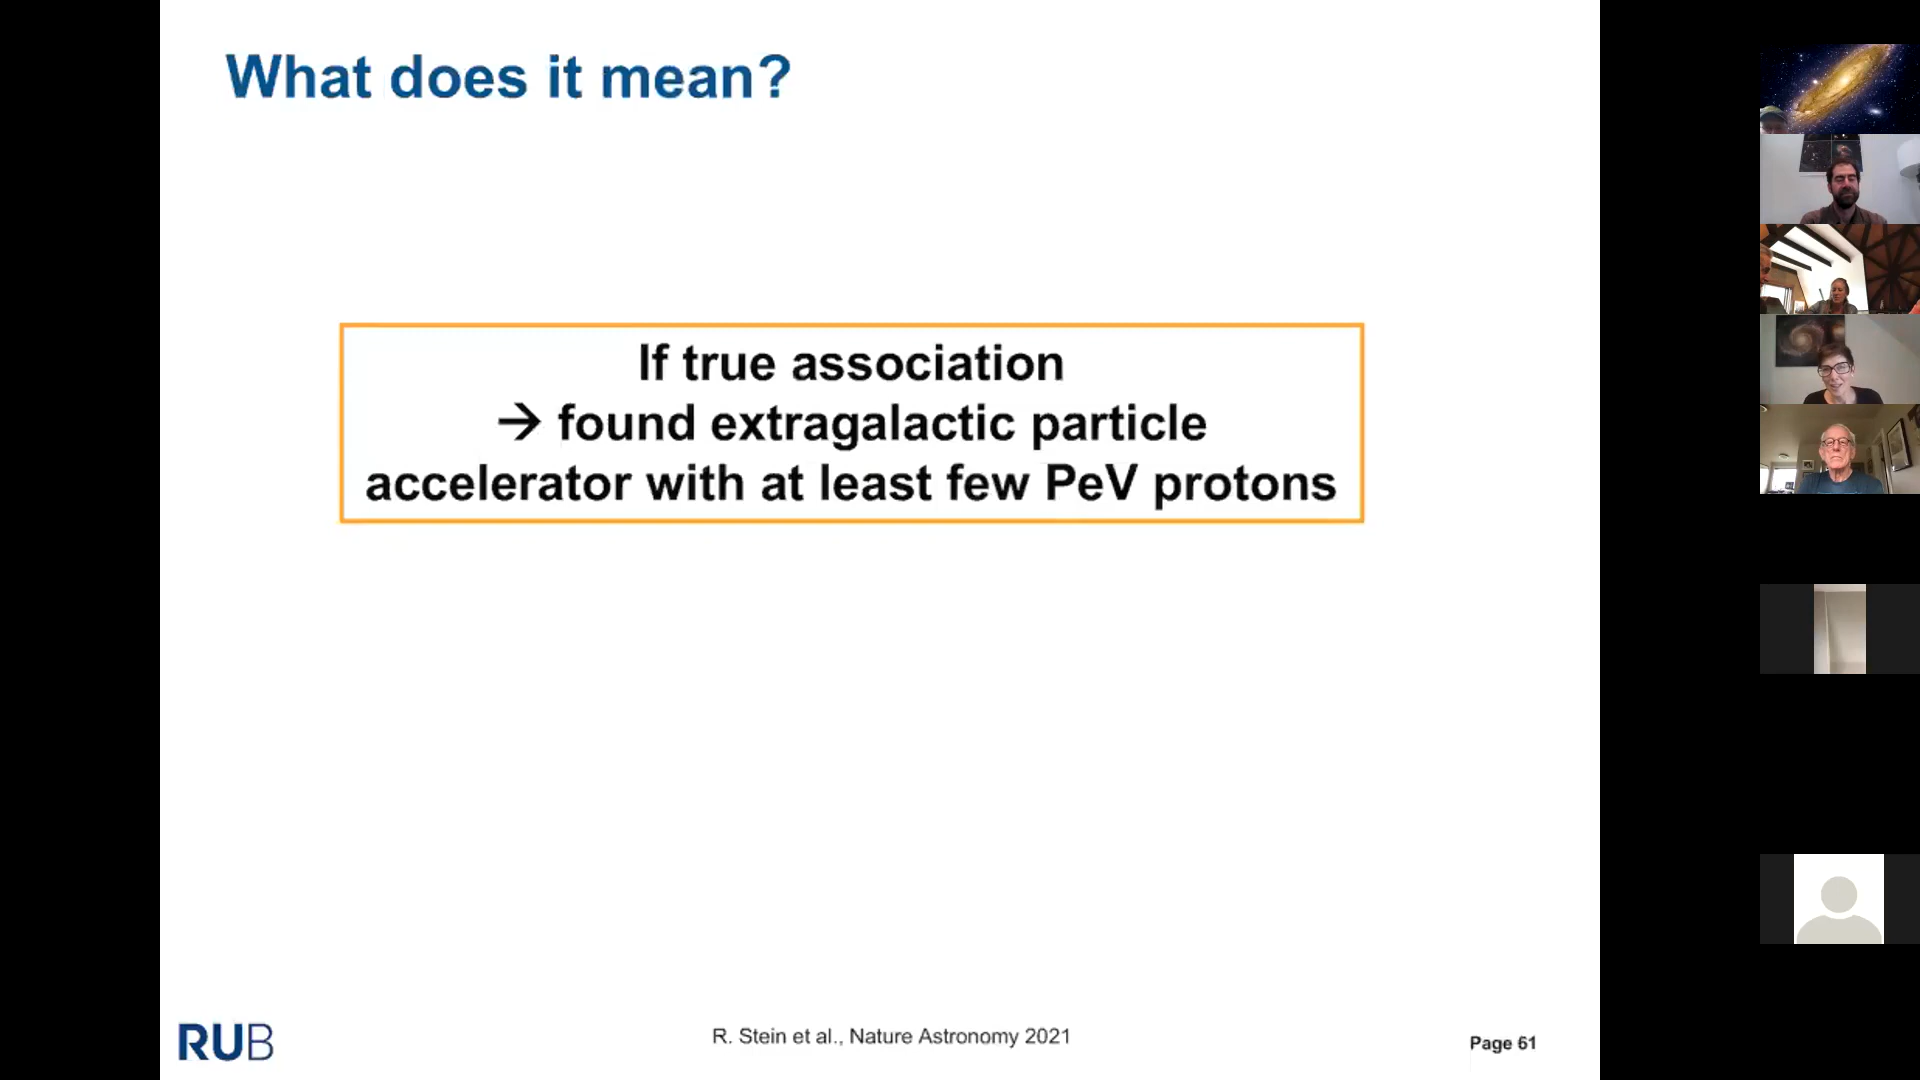 What does it mean?
If true association
→ found extragalactic particle
accelerator with at least few PeV protons
RUB
R. Stein et al., Nature Astronomy 2021
Page 61